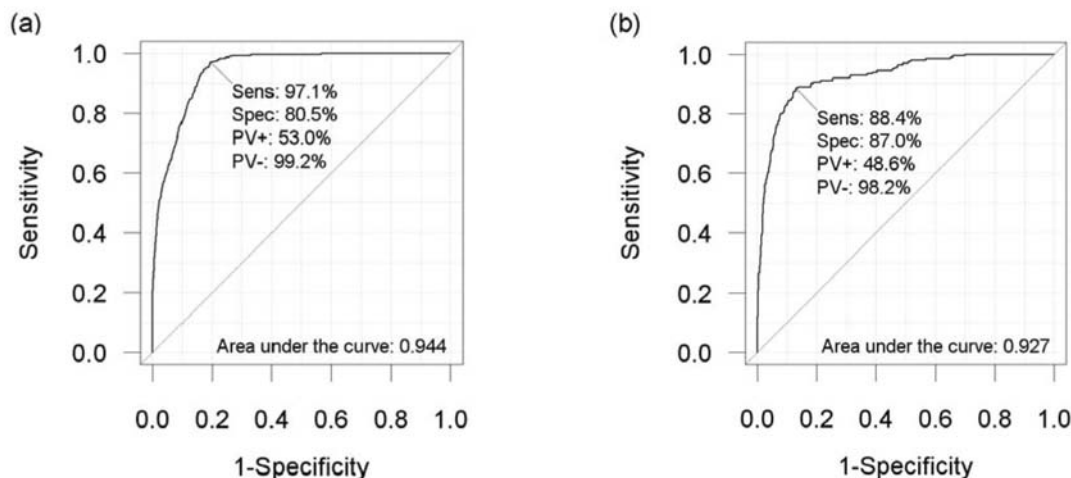 (a)
1.0
0.8
0.6
0.4
0.2
0.0
Sensitivity
Sens: 97.1%
Spec: 80.5%
PV+: 53.0%
PV-: 99.2%
Area under the curve: 0.944
0.0 0.2 0.4 0.6 0.8 1.0
1-Specificity
(b)
1.0
0.8
0.6
0.4
0.2
0.0
Sensitivity
Sens: 88.4%
Spec: 87.0%
PV+: 48.6%
PV-: 98.2%
Area under the curve: 0.927
0.0 0.2 0.4 0.6 0.8 1.0
1-Specificity